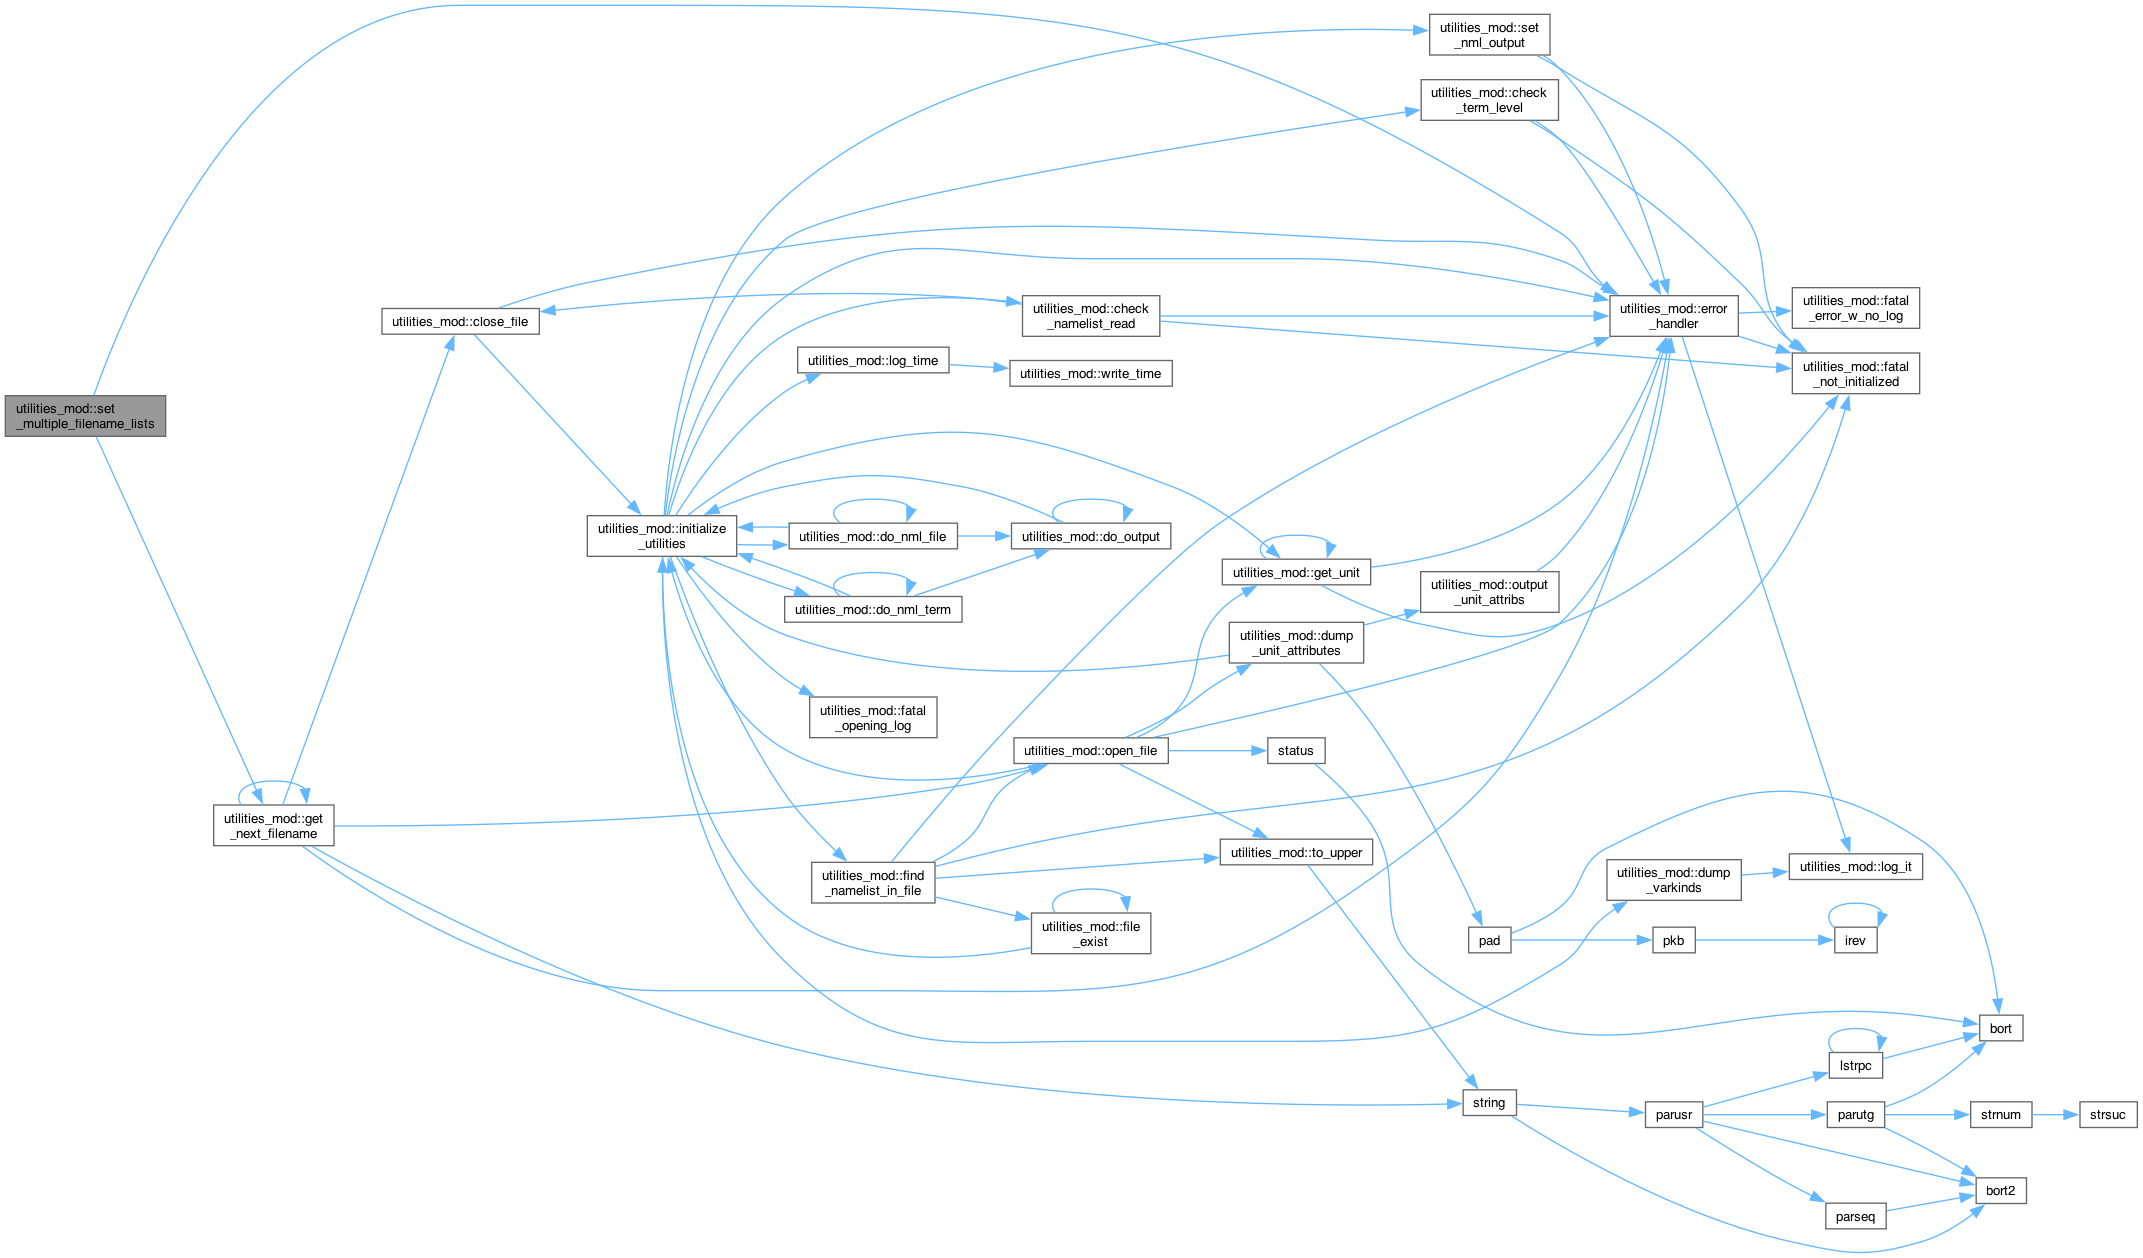 utilities_mod::set
_multiple_filename_lists
utilities_mod::get
_next_filename
utilities_mod::close_file
utilities_mod::initialize
_utilities
utilities_mod::log_time
utilities_mod::do_nml_file
utilities_mod::do_nml_term
utilities_mod::fatal
_opening_log
utilities_mod::find
_namelist_in_file
utilities_mod::check
_namelist_read
utilities_mod::write_time
utilities_mod::do_output
utilities_mod::open_file
utilities_mod::file
_exist
utilities_mod::get_unit
utilities_mod::dump
_unit_attributes
status
utilities_mod::to_upper
utilities_mod::set
_nml_output
utilities_mod::check
_term_level
utilities_mod::output
_unit_attribs
pad
string
utilities_mod::error
_handler
utilities_mod::dump
_varkinds
pkb
parusr
utilities_mod::fatal
_error_w_no_log
utilities_mod::fatal
_not_initialized
utilities_mod::log_it
irev
lstrpc
parutg
parseq
bort
strnum
bort2
strsuc